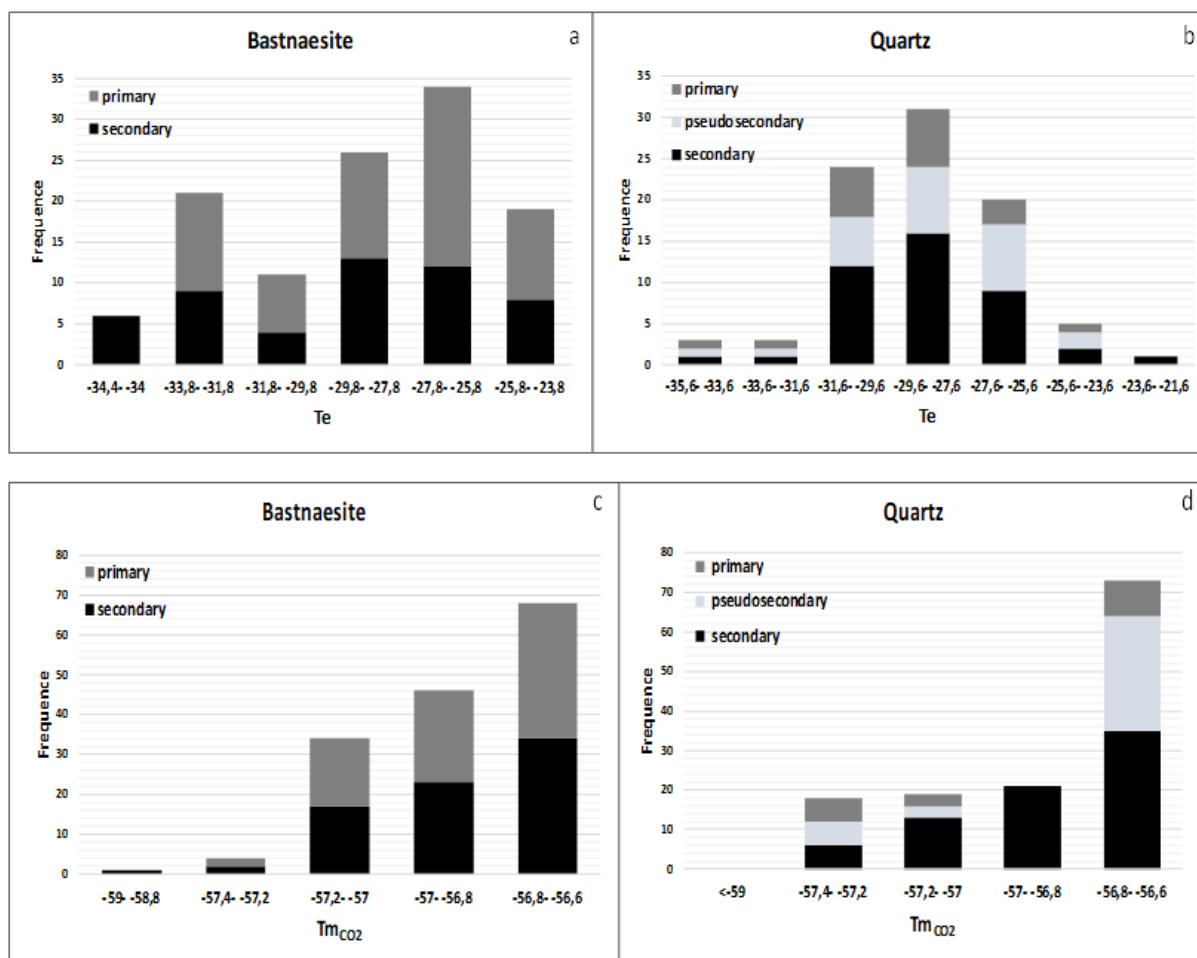 Bastnaesite
a
primary
secondary
Frequence
35
30
25
20
15
10
5
0
-34,4- -34
-33,8- -31,8
-31,8- -29,8
-29,8- -27,8
-27,8- -25,8
-25,8- -23,8
Te
Quartz
b
primary
pseudosecondary
secondary
Frequence
35
30
25
20
15
10
5
0
-35,6- -33,6
-33,6- -31,6
-31,6- -29,6
-29,6- -27,6
-27,6- -25,6
-25,6- -23,6
-23,6- -21,6
Te
Bastnaesite
c
primary
secondary
Frequence
80
70
60
50
40
30
20
10
0
-59- -58,8
-57,4- -57,2
-57,2- -57
-57- -56,8
-56,8- -56,6
TmCO2
Quartz
d
primary
pseudosecondary
secondary
Frequence
80
70
60
50
40
30
20
10
0
<-59
-57,4- -57,2
-57,2- -57
-57- -56,8
-56,8- -56,6
TmCO2